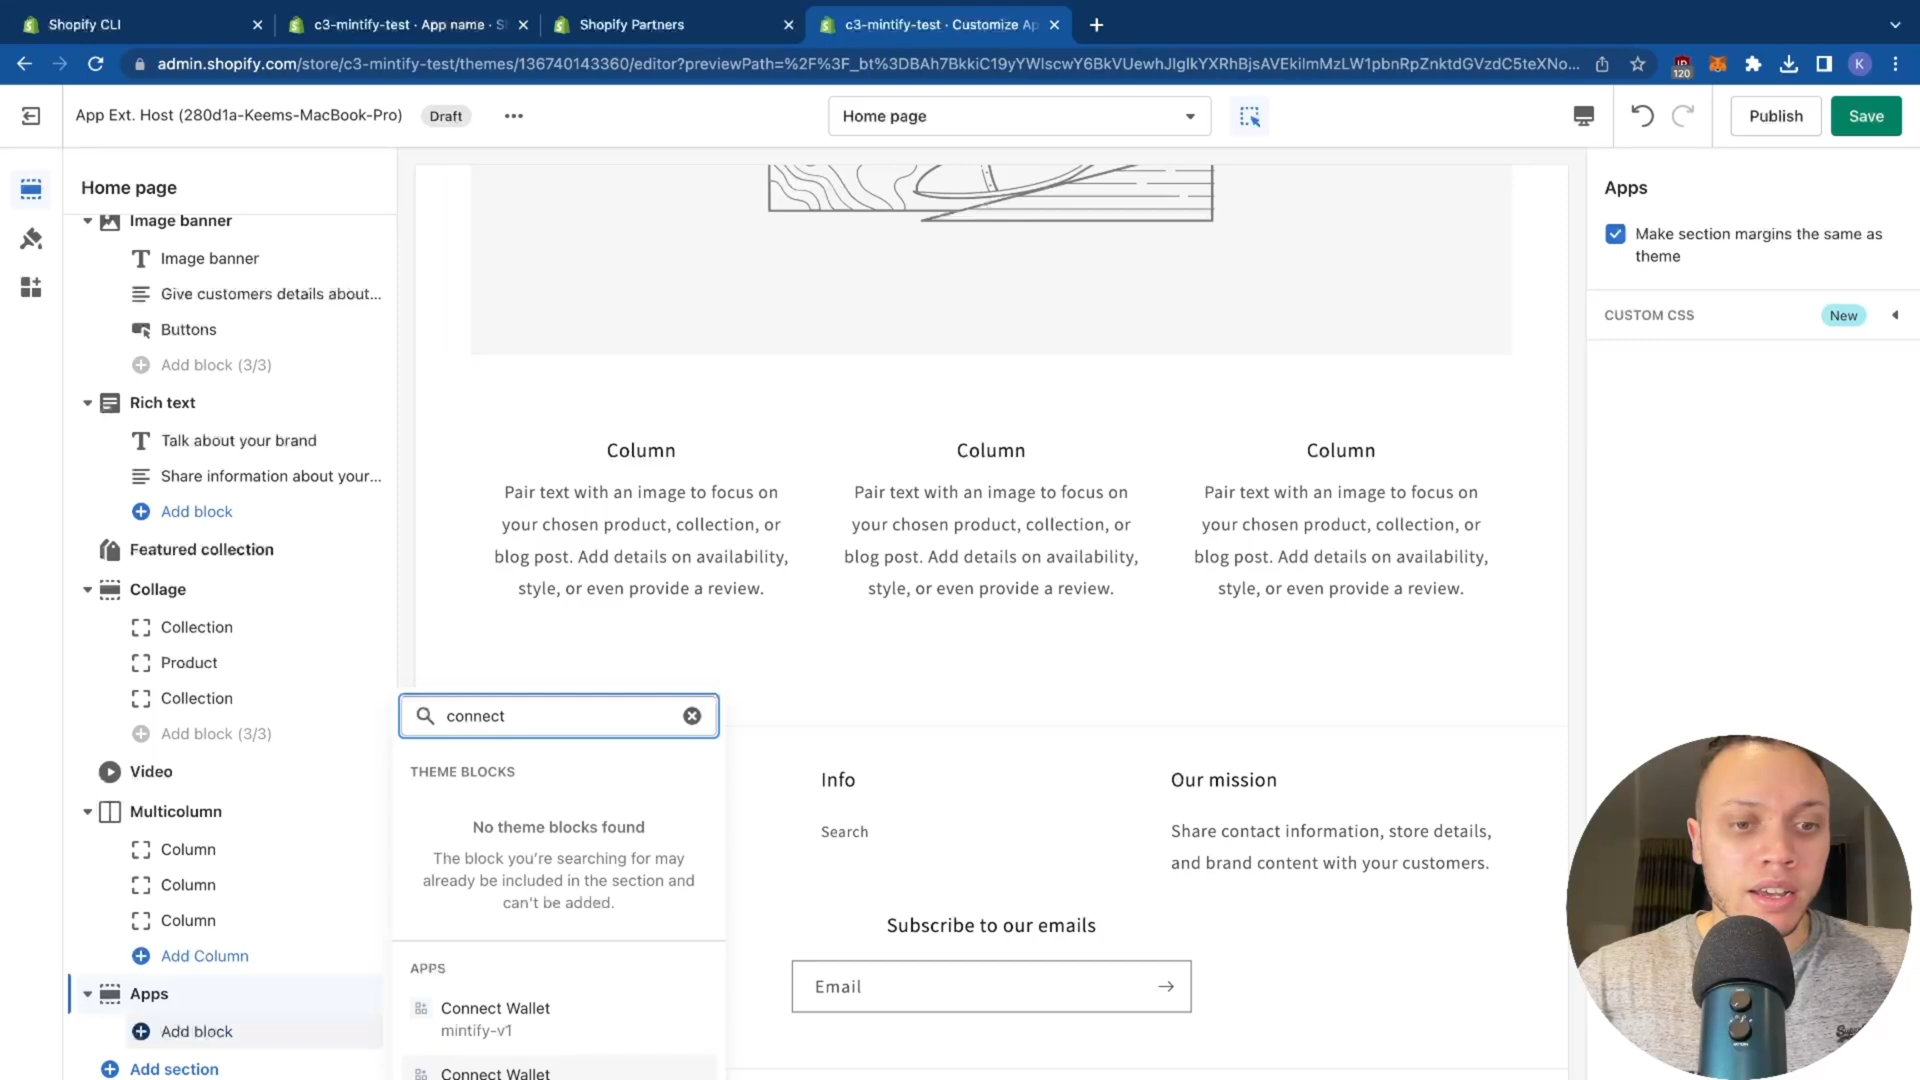 Shopify CLI
c3-mintify-test · App name · S
Shopify Partners
c3-mintify-test · Customize Ap
admin.shopify.com/store/c3-mintify-test/themes/136740143360/editor?previewPath=%2F%3F_bt%3DBAh7BkkiC19yYWlscwY6BkVUewhJIglkYXRhBjsAVEkiImMzLW1pbnRpZnktdGVzdC5teXNo...
120
K
App Ext. Host (280d1a-Keems-MacBook-Pro)
Draft
Home page
Publish
Save
Home page
Image banner
Image banner
Give customers details about...
Buttons
Add block (3/3)
Rich text
Talk about your brand
Share information about your...
Add block
Featured collection
Collage
Collection
Product
Collection
Add block (3/3)
Video
Multicolumn
Column
Column
Column
Add Column
Apps
Add block
Add section
connect
THEME BLOCKS
No theme blocks found
The block you're searching for may
already be included in the section and
can't be added.
APPS
Connect Wallet
mintify-v1
Connect Wallet
Column
Pair text with an image to focus on
your chosen product, collection, or
blog post. Add details on availability,
style, or even provide a review.
Column
Pair text with an image to focus on
your chosen product, collection, or
blog post. Add details on availability,
style, or even provide a review.
Column
Pair text with an image to focus on
your chosen product, collection, or
blog post. Add details on availability,
style, or even provide a review.
Info
Search
Our mission
Share contact information, store details,
and brand content with your customers.
Subscribe to our emails
Email
Apps
Make section margins the same as
theme
CUSTOM CSS
New